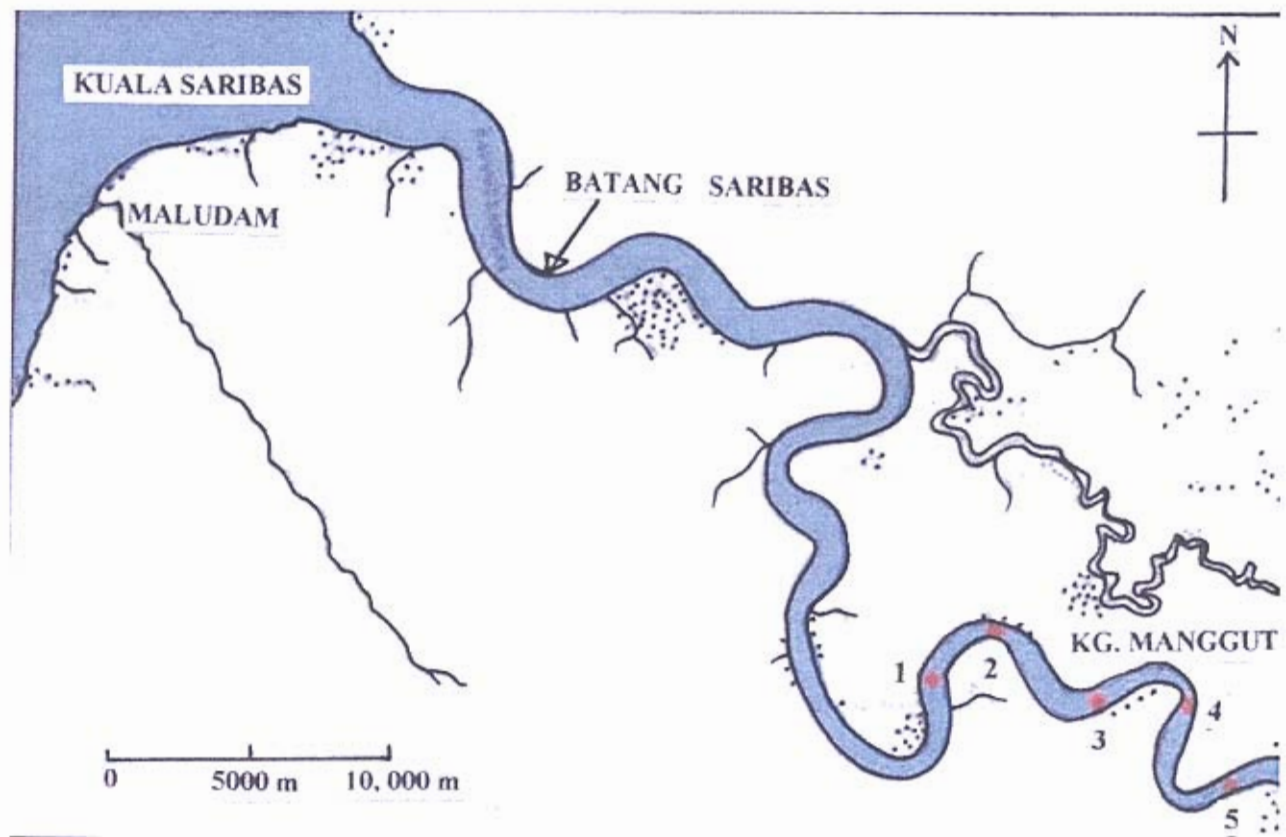 N
KUALA SARIBAS
BATANG SARIBAS
MALUDAM
KG. MANGGUT
1
2
3
4
5
0 5000 m 10, 000 m